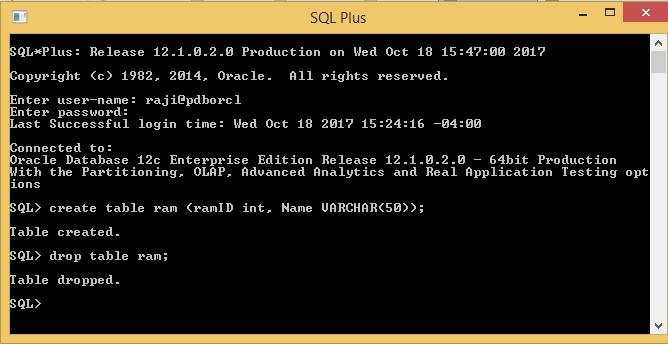 SQL Plus
SQL*Plus: Release 12.1.0.2.0 Production on Wed Oct 18 15:47:00 2017
Copyright (c) 1982, 2014, Oracle.  All rights reserved.
Enter user-name: raji@pdborcl
Enter password:
Last Successful login time: Wed Oct 18 2017 15:24:16 -04:00
Connected to:
Oracle Database 12c Enterprise Edition Release 12.1.0.2.0 - 64bit Production
With the Partitioning, OLAP, Advanced Analytics and Real Application Testing opt
ions
SQL> create table ram (ramID int, Name VARCHAR(50));
Table created.
SQL> drop table ram;
Table dropped.
SQL>